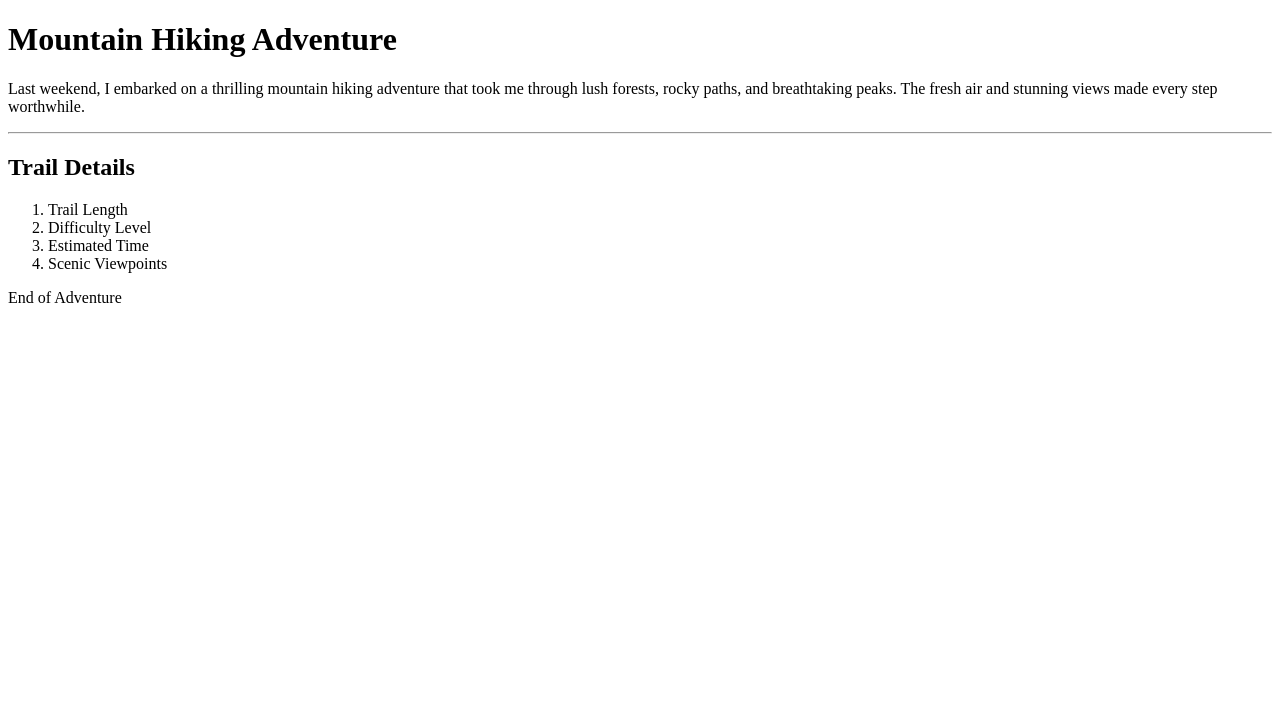 Mountain Hiking Adventure
Last weekend, I embarked on a thrilling mountain hiking adventure that took me through lush forests, rocky paths, and breathtaking peaks. The fresh air and stunning views made every step
worthwhile.
Trail Details
1. Trail Length
2. Difficulty Level
3. Estimated Time
4. Scenic Viewpoints
End of Adventure